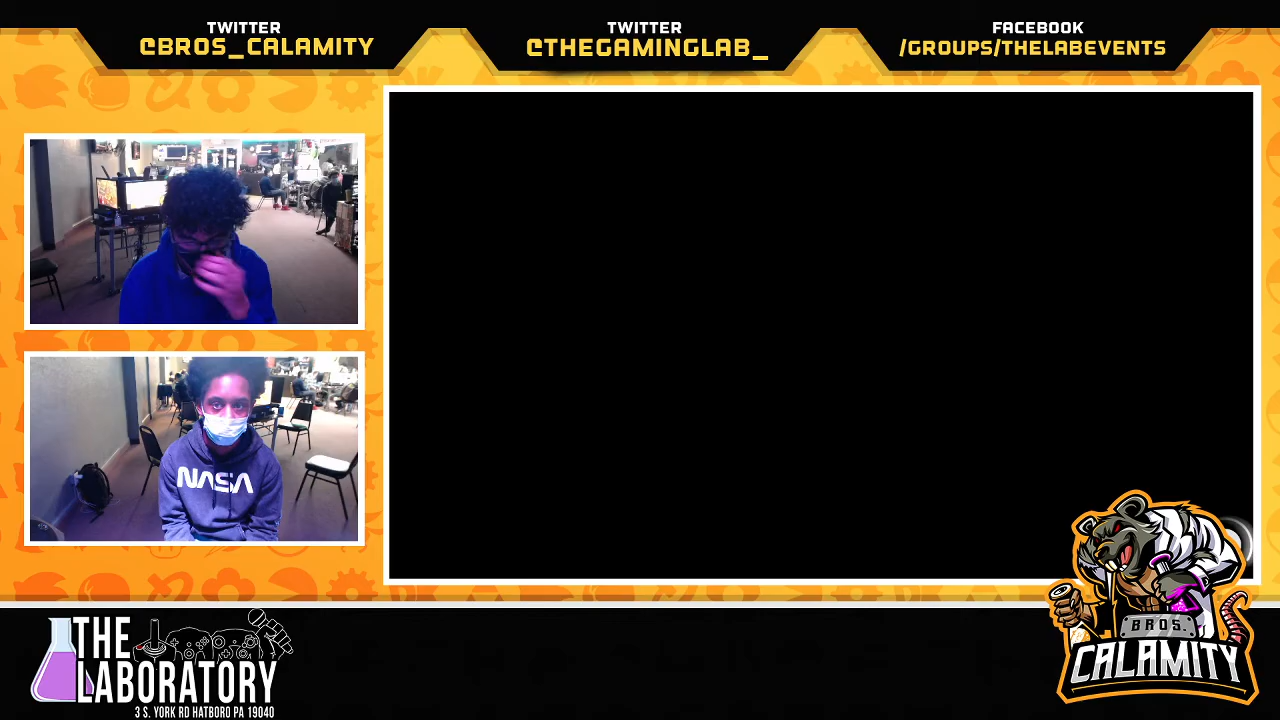 TWITTER
@BROS_CALAMITY
TWITTER
@THEGAMINGLAB_
FACEBOOK
/GROUPS/THELABEVENTS
NASA
THE
LABORATORY
3 S. YORK RD HATBORO PA 19040
BROS
CALAMITY